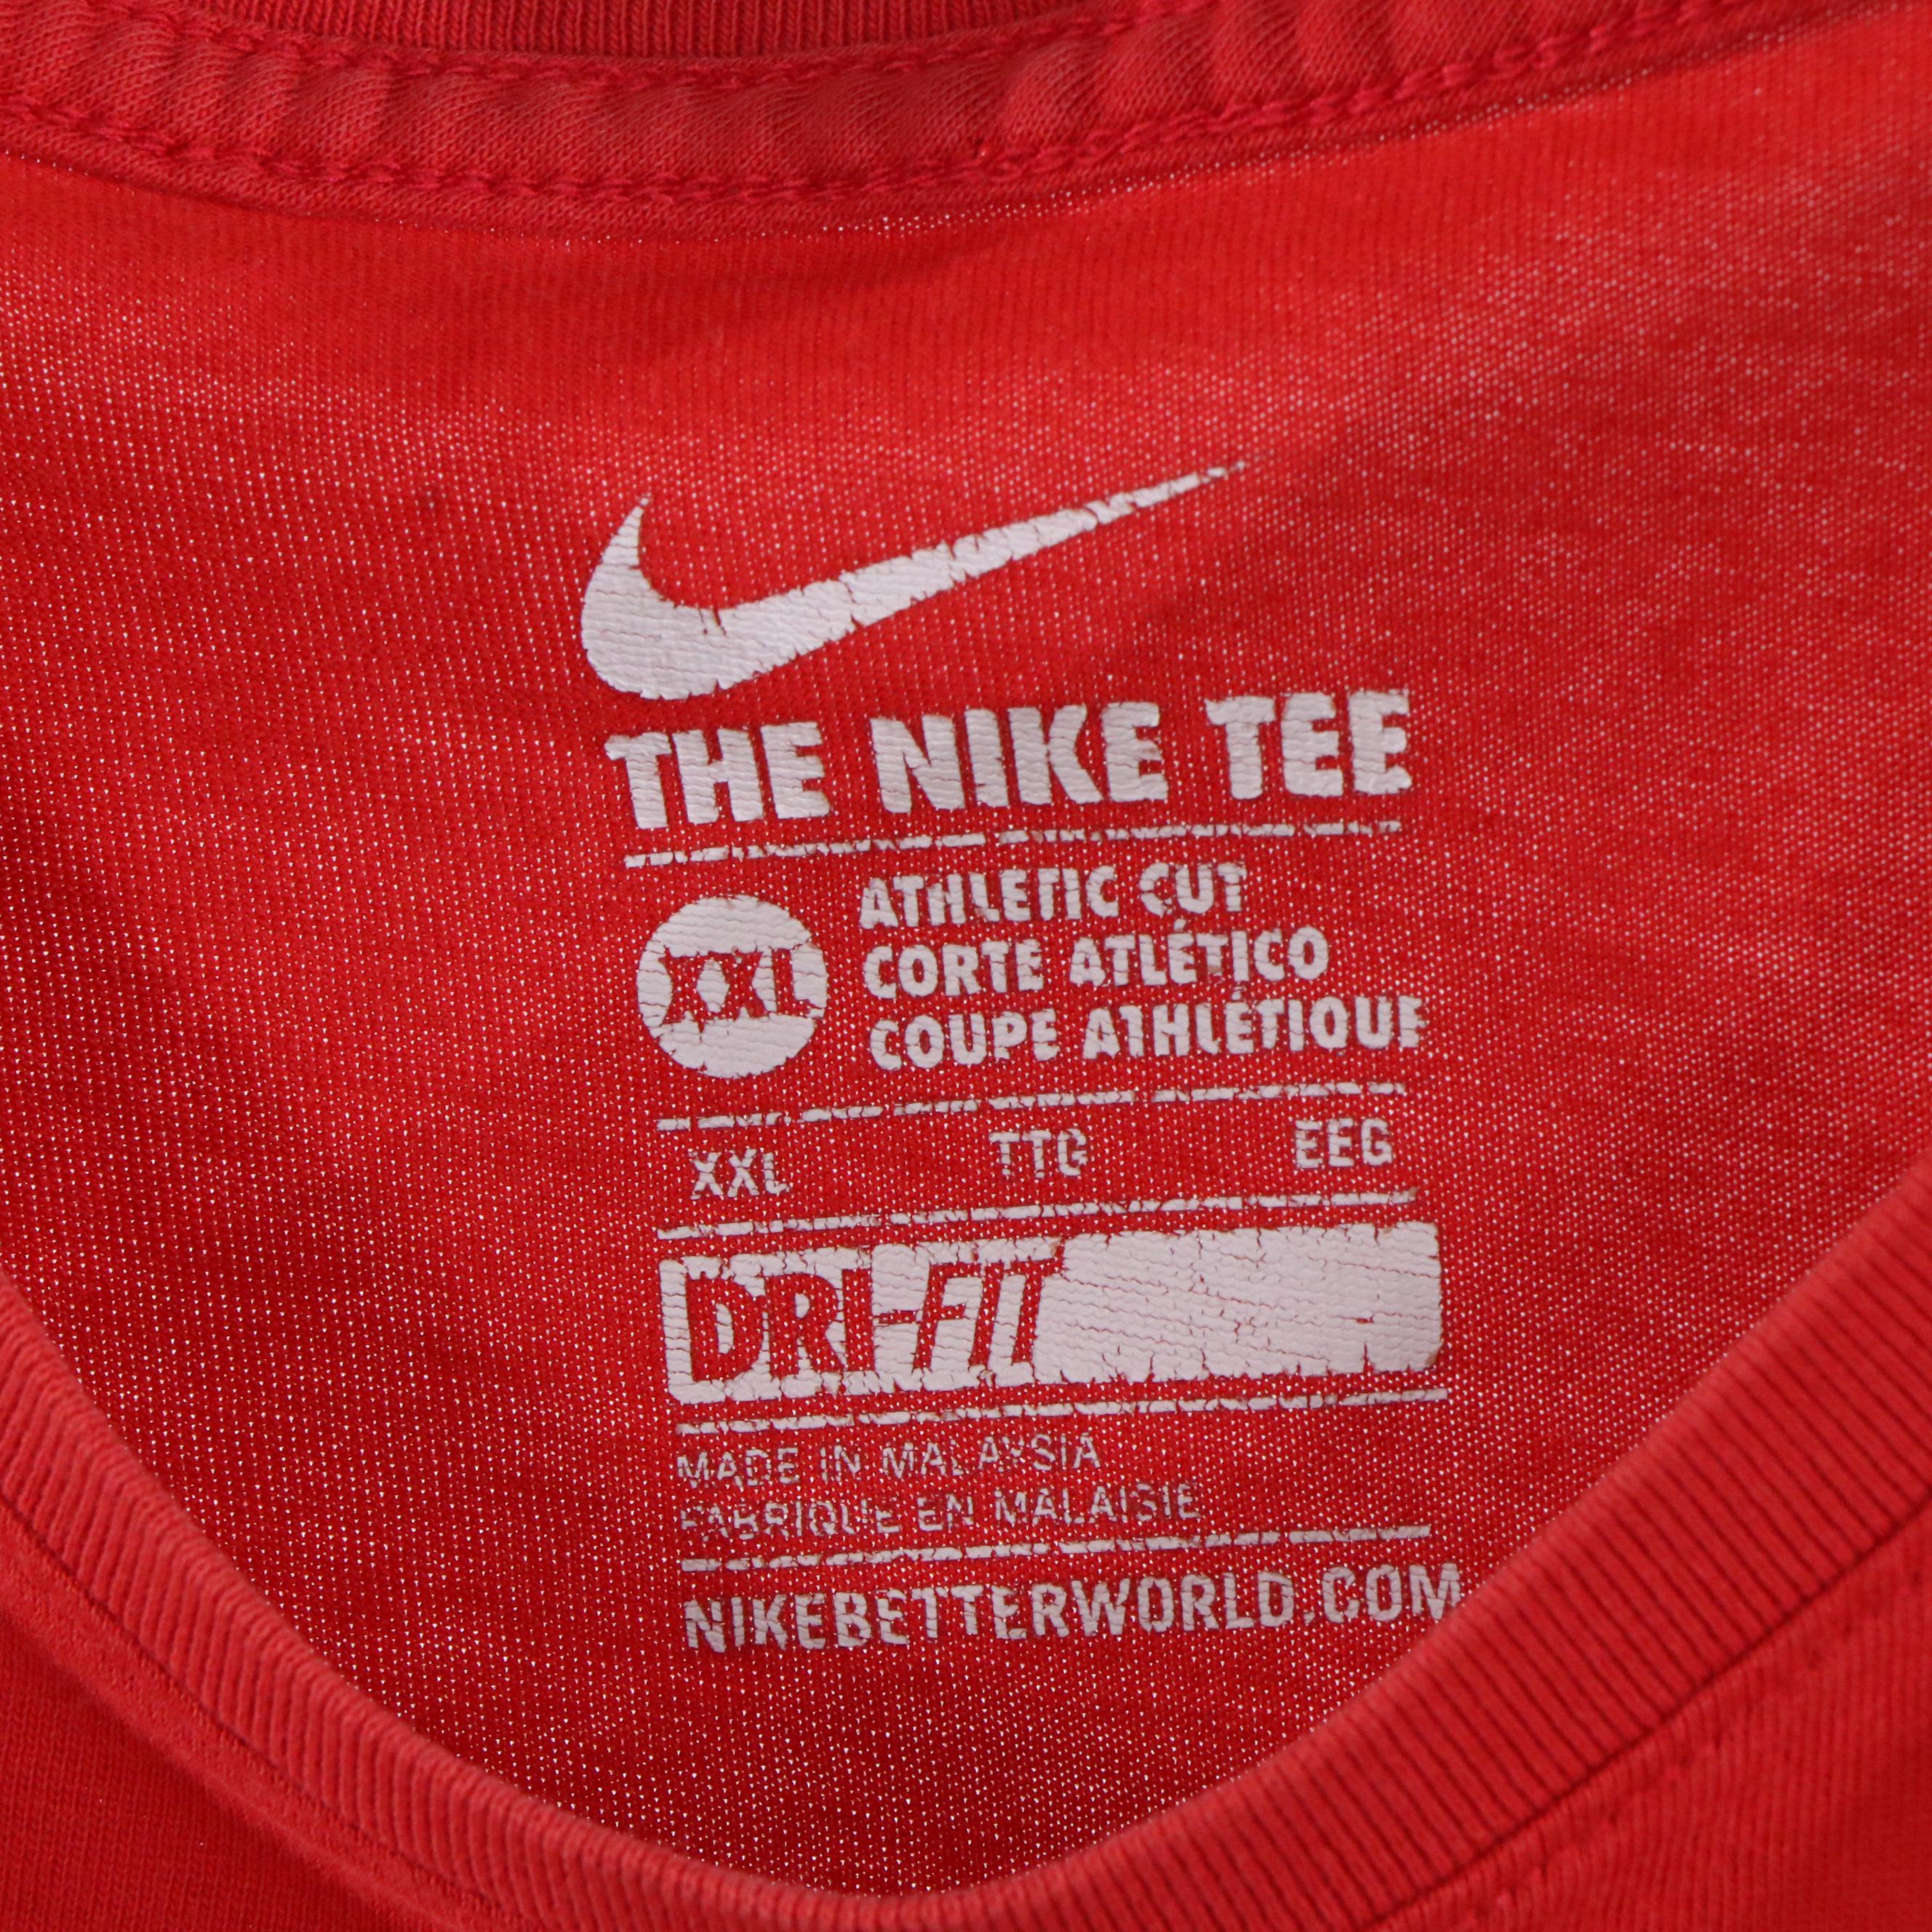 THE NIKE TEE
XXL
ATHLETIC CUT
CORTE ATLÉTICO
COUPE ATHLÉTIQUE
XXL TTG EEG
DRI-FIT
MADE IN MALAYSIA
FABRIQUE EN MALAISIE
NIKEBETTERWORLD.COM